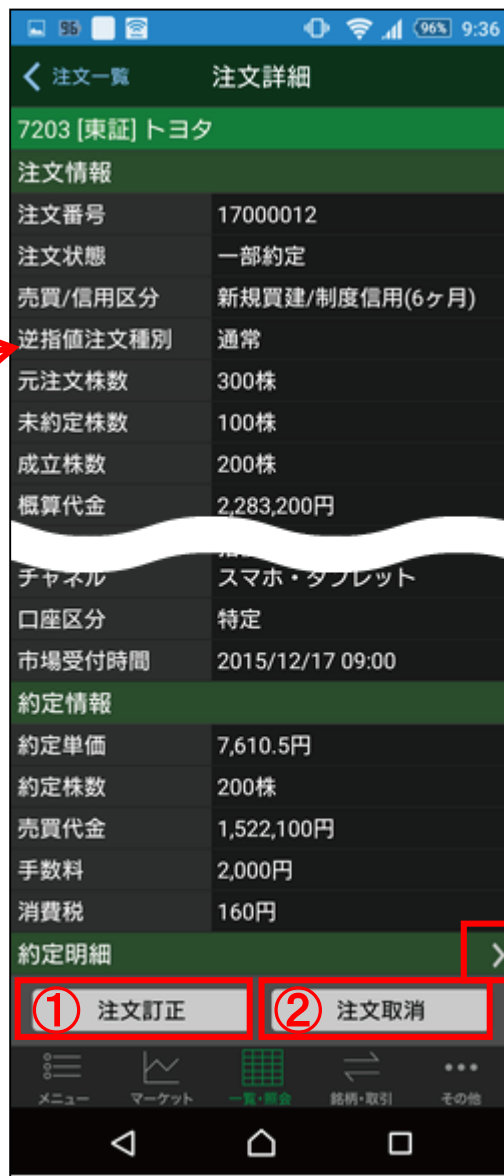 96 96% 9:36
注文一覧 注文詳細
7203 [東証] トヨタ
注文情報
注文番号 17000012
注文状態 一部約定
売買/信用区分 新規買建/制度信用(6ヶ月)
逆指値注文種別 通常
元注文株数 300株
未約定株数 100株
成立株数 200株
概算代金 2,283,200円
チャネル スマホ・タブレット
口座区分 特定
市場受付時間 2015/12/17 09:00
約定情報
約定単価 7,610.5円
約定株数 200株
売買代金 1,522,100円
手数料 2,000円
消費税 160円
約定明細
① 注文訂正 ② 注文取消
メニュー マーケット 一覧・照会 銘柄・取引 その他